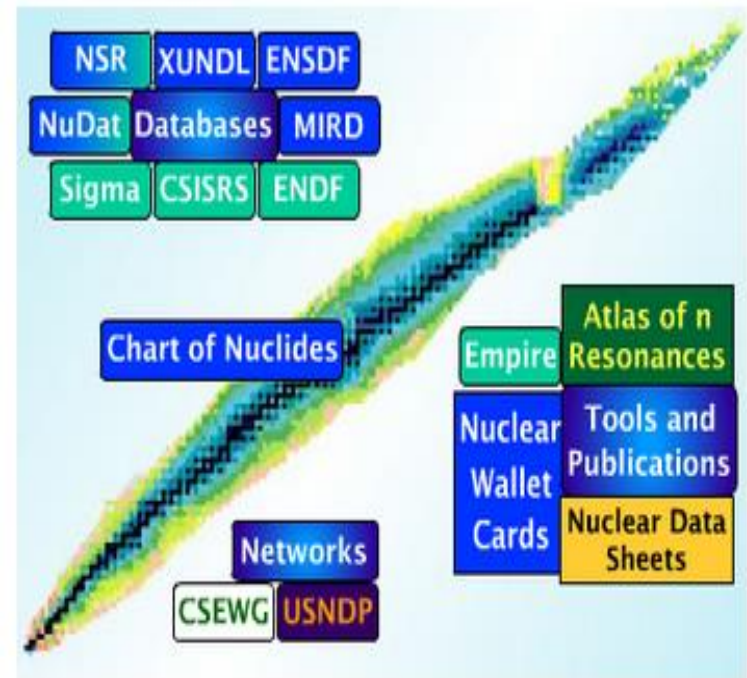 NSR XUNDL ENSDF
NuDat Databases MIRD
Sigma CSISRS ENDF
Chart of Nuclides
Empire
Atlas of n
Resonances
Nuclear
Wallet
Cards
Tools and
Publications
Nuclear Data
Sheets
Networks
CSEWG USNDP